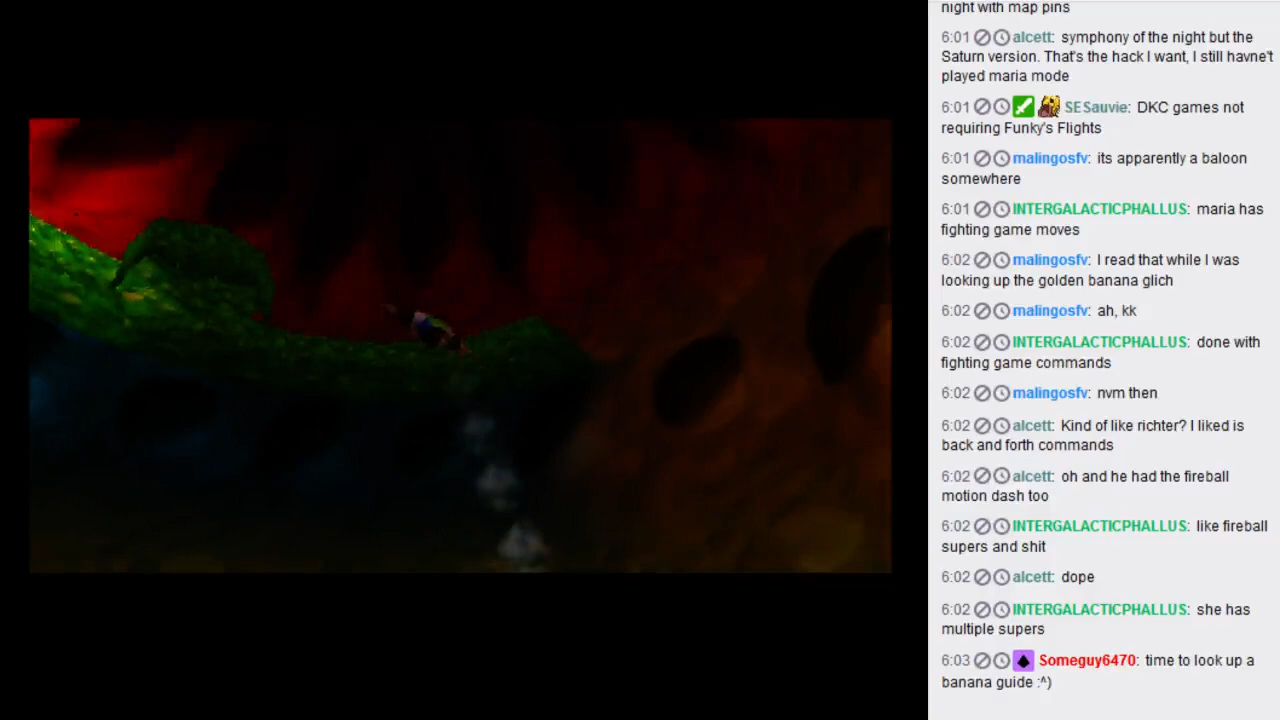 night with map pins
6:01 alcett: symphony of the night but the
Saturn version. That's the hack I want, I still havne't
played maria mode
6:01 SESauvie: DKC games not
requiring Funky's Flights
6:01 malingosfv: its apparently a baloon
somewhere
6:01 INTERGALACTICPHALLUS: maria has
fighting game moves
6:02 malingosfv: I read that while I was
looking up the golden banana glich
6:02 malingosfv: ah, kk
6:02 INTERGALACTICPHALLUS: done with
fighting game commands
6:02 malingosfv: nvm then
6:02 alcett: Kind of like richter? I liked is
back and forth commands
6:02 alcett: oh and he had the fireball
motion dash too
6:02 INTERGALACTICPHALLUS: like fireball
supers and shit
6:02 alcett: dope
6:02 INTERGALACTICPHALLUS: she has
multiple supers
6:03 Someguy6470: time to look up a
banana guide :^)